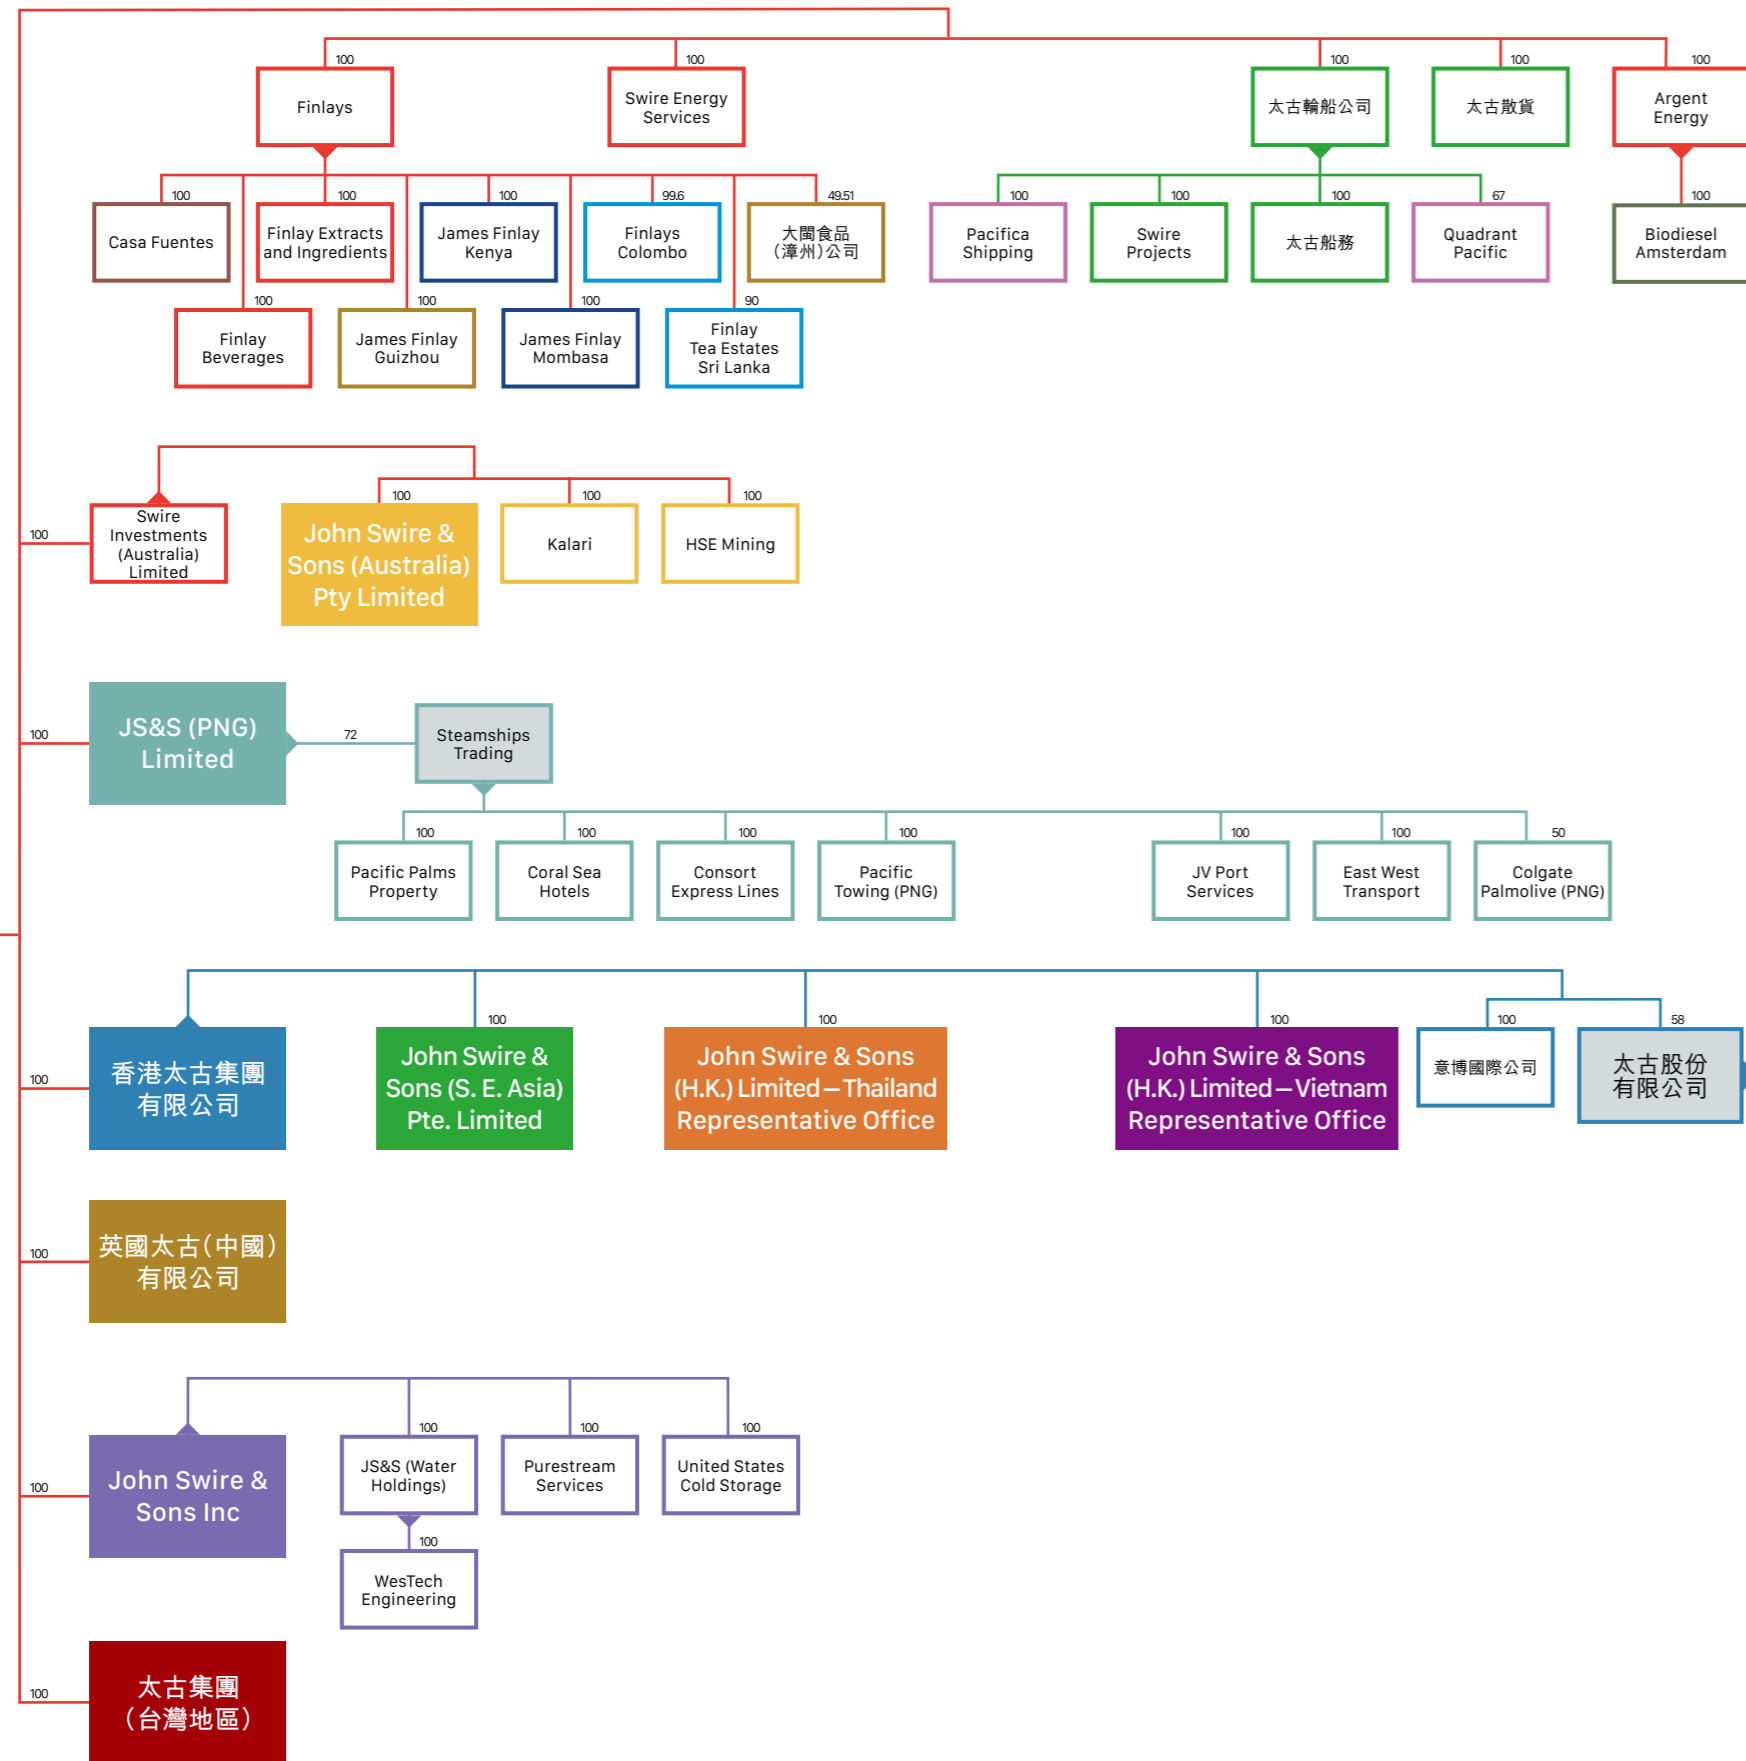 100
100
100
100
100
Finlays
Swire Energy
Services
太古輪船公司
太古散貨
Argent
Energy
100
100
100
99.6
49.51
100
100
100
67
100
Casa Fuentes
Finlay Extracts
and Ingredients
James Finlay
Kenya
Finlays
Colombo
大閩食品
(漳州)公司
Pacifica
Shipping
Swire
Projects
太古船務
Quadrant
Pacific
Biodiesel
Amsterdam
100
100
100
90
Finlay
Beverages
James Finlay
Guizhou
James Finlay
Mombasa
Finlay
Tea Estates
Sri Lanka
100
100
100
100
Swire
Investments
(Australia)
Limited
John Swire &
Sons (Australia)
Pty Limited
Kalari
HSE Mining
100
JS&S (PNG)
Limited
72
Steamships
Trading
100
100
100
100
100
100
50
Pacific Palms
Property
Coral Sea
Hotels
Consort
Express Lines
Pacific
Towing (PNG)
JV Port
Services
East West
Transport
Colgate
Palmolive (PNG)
100
100
100
100
58
100
香港太古集團
有限公司
John Swire &
Sons (S. E. Asia)
Pte. Limited
John Swire & Sons
(H.K.) Limited – Thailand
Representative Office
John Swire & Sons
(H.K.) Limited – Vietnam
Representative Office
意博國際公司
太古股份
有限公司
100
英國太古(中國)
有限公司
100
100
100
100
John Swire &
Sons Inc
JS&S (Water
Holdings)
Purestream
Services
United States
Cold Storage
100
WesTech
Engineering
100
太古集團
(台灣地區)